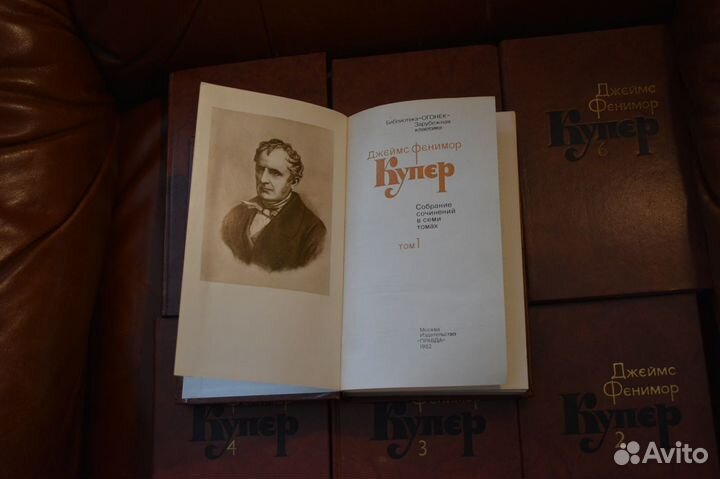 Библиотека «ОГОНЕК»
Зарубежная
классика
Джеймс Фенимор
Купер
Собрание
сочинений
в семи
томах
том 1
Москва
Издательство
«ПРАВДА»
1982
Джеймс
Фенимор
Купер
6
Купер
4
Фенимор
Купер
3
Джеймс
Фенимор
Купер
2
Avito